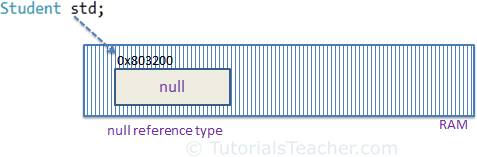 Student std;
0x803200
null
null reference type
RAM
© TutorialsTeacher.com